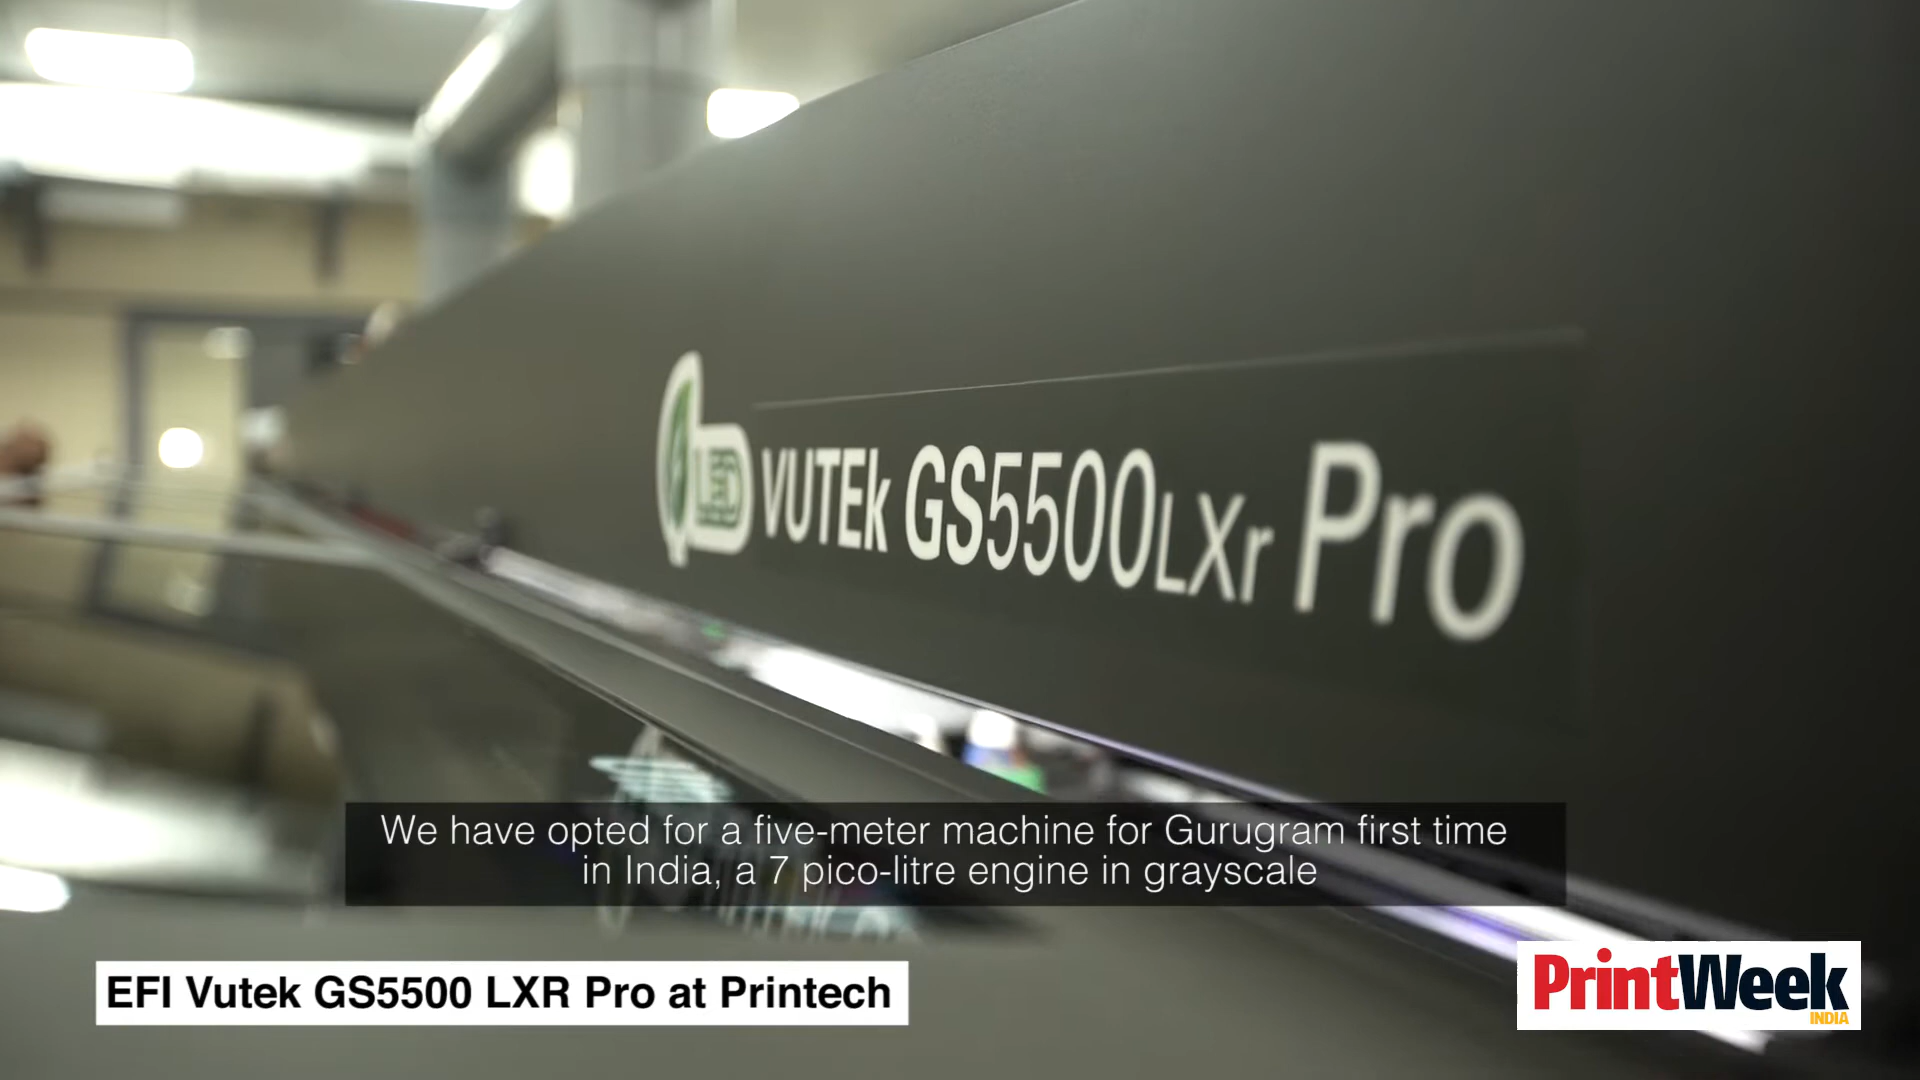 LED
VUTEk GS5500LXr Pro
We have opted for a five-meter machine for Gurugram first time
in India, a 7 pico-litre engine in grayscale
EFI Vutek GS5500 LXR Pro at Printech
PrintWeek
INDIA